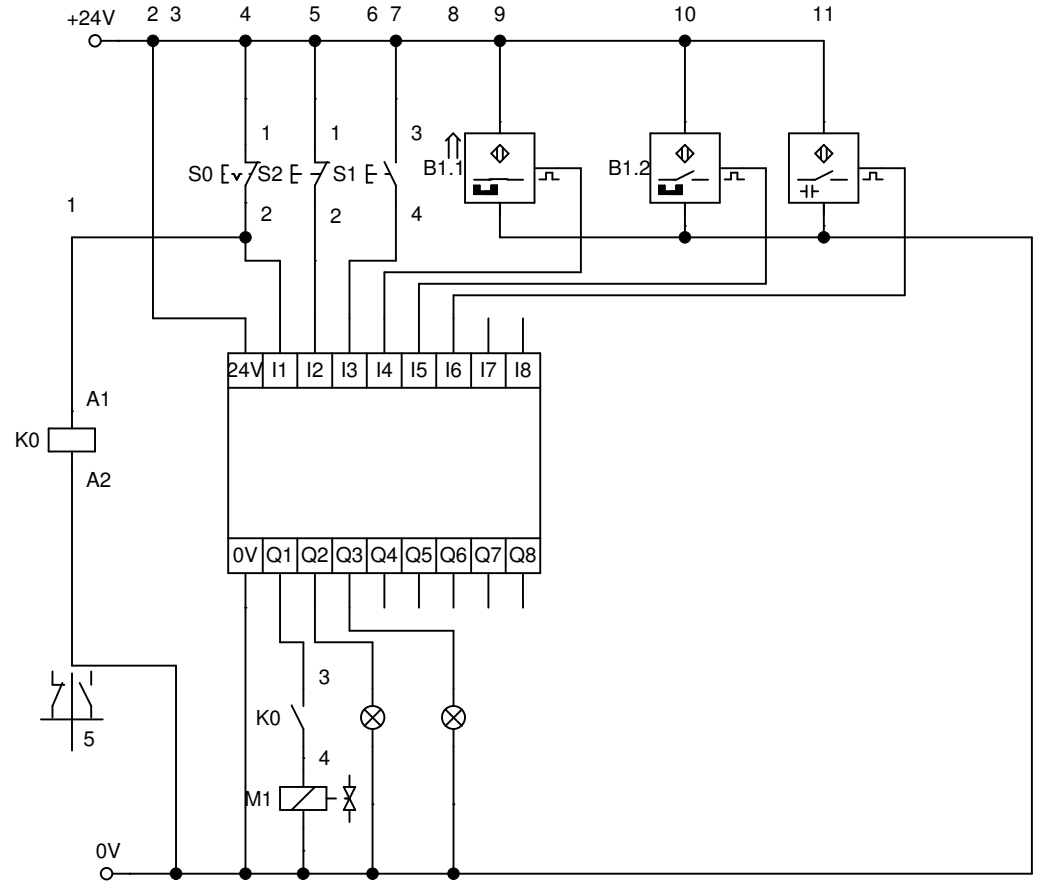 +24V 2 3 4 5 6 7 8 9 10 11
1 1 3
S0 S2 S1 B1.1 B1.2
1 2 2 4
24V I1 I2 I3 I4 I5 I6 I7 I8
A1
K0
A2
0V Q1 Q2 Q3 Q4 Q5 Q6 Q7 Q8
3
K0
5
4
M1
0V